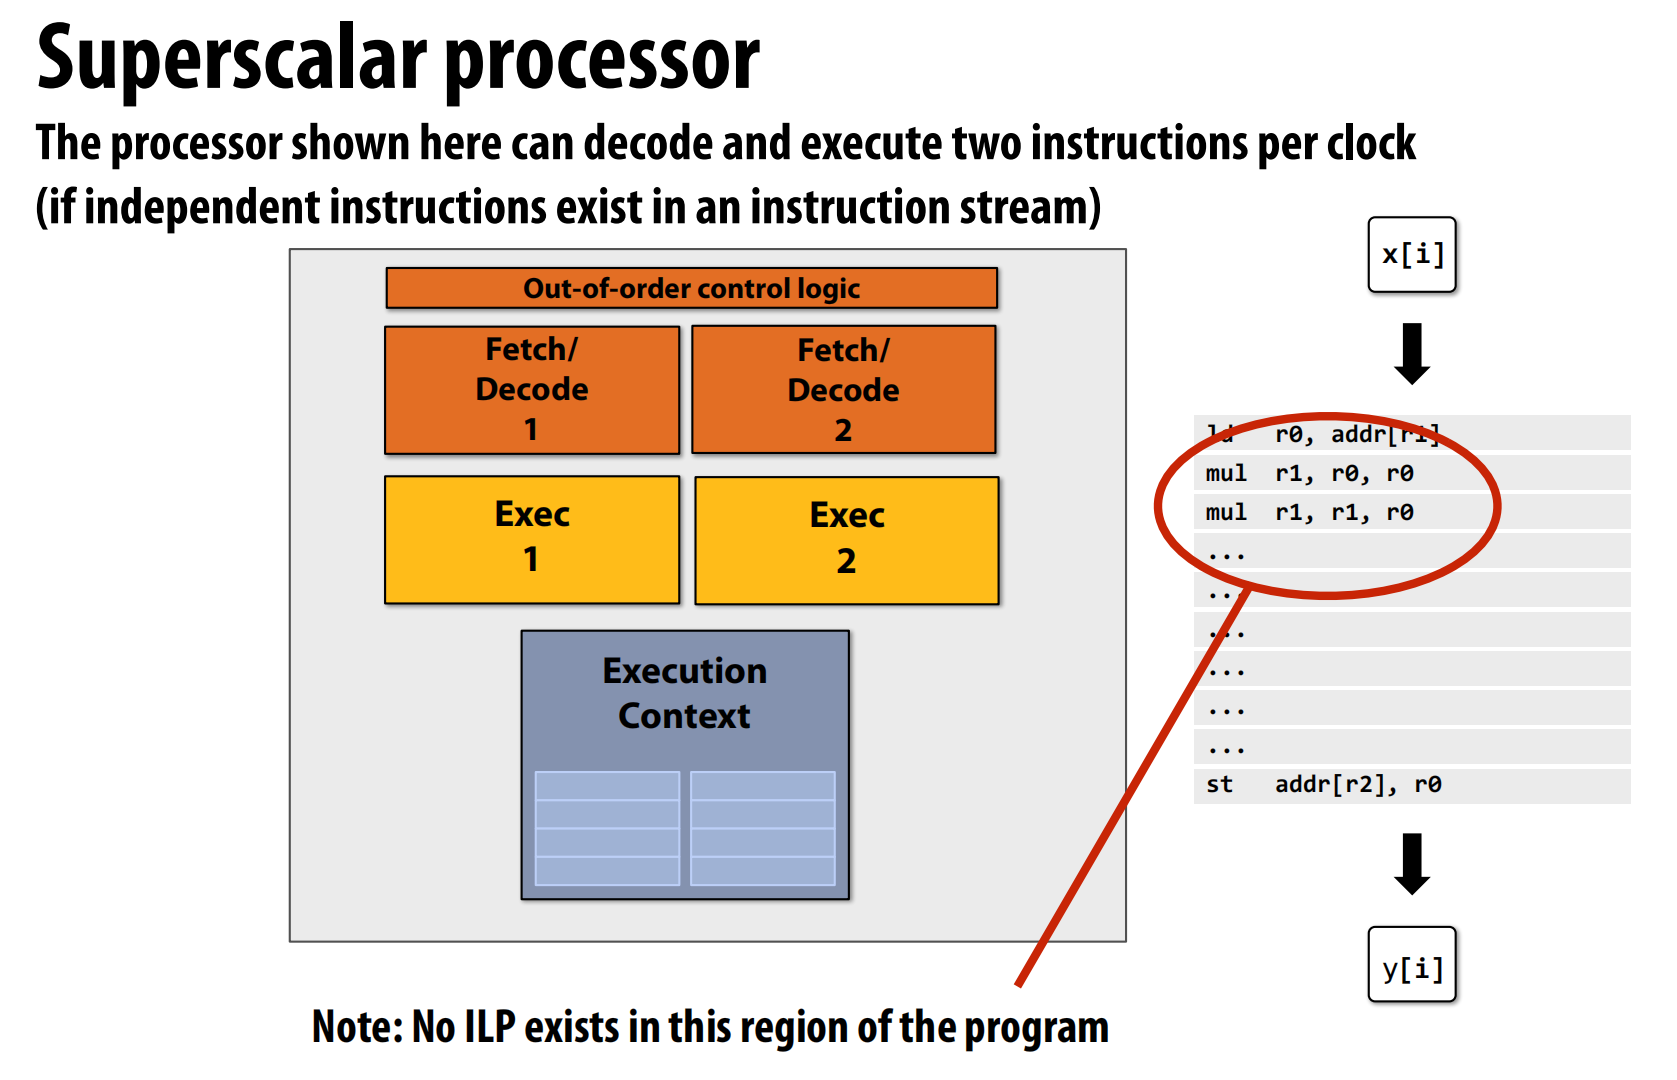 Superscalar processor
The processor shown here can decode and execute two instructions per clock
(if independent instructions exist in an instruction stream)
Out-of-order control logic
Fetch/
Decode
1
Fetch/
Decode
2
Exec
1
Exec
2
Execution
Context
x[i]
ld r0, addr[r1]
mul r1, r0, r0
mul r1, r1, r0
...
...
...
...
...
...
st addr[r2], r0
y[i]
Note: No ILP exists in this region of the program